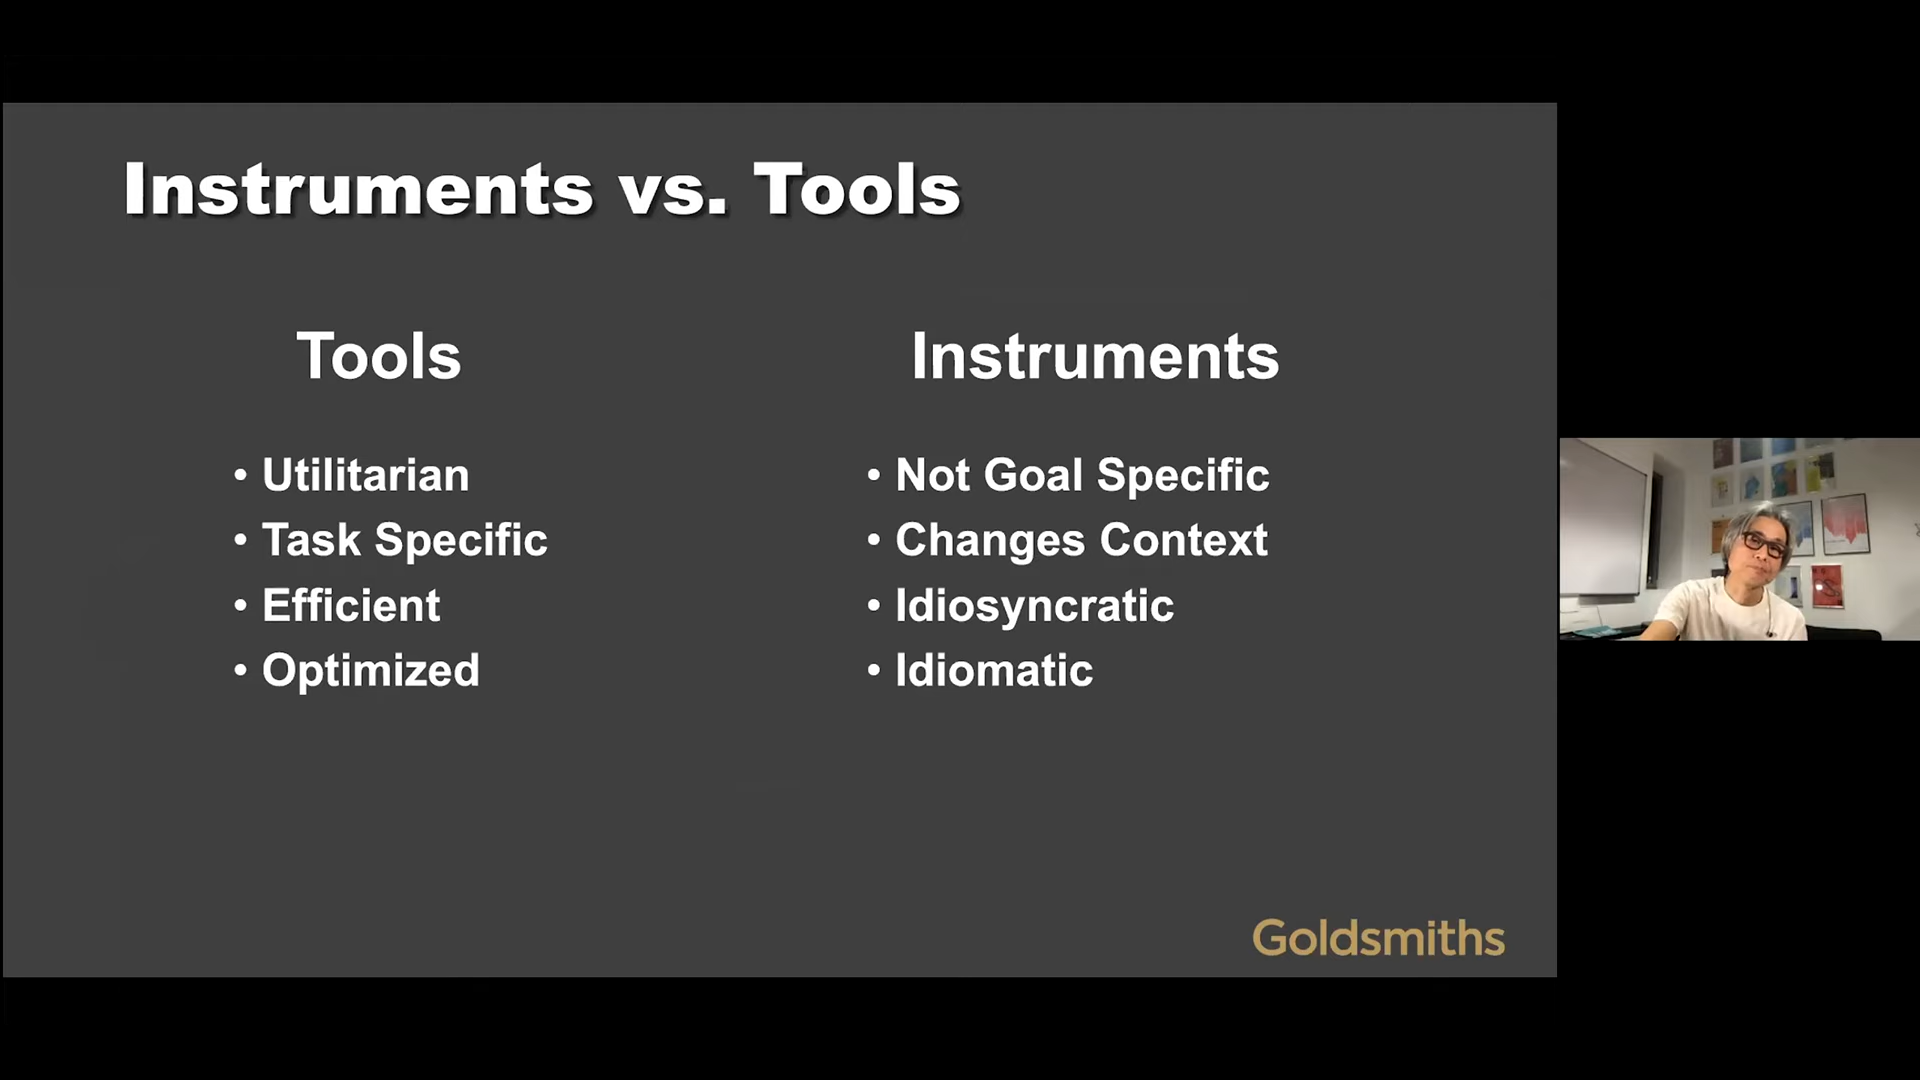 Instruments vs. Tools
Tools
• Utilitarian
• Task Specific
• Efficient
• Optimized
Instruments
• Not Goal Specific
• Changes Context
• Idiosyncratic
• Idiomatic
Goldsmiths